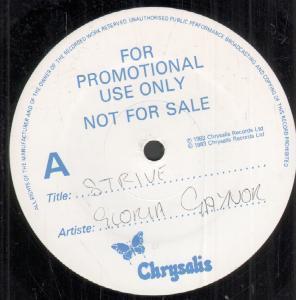 ALL RIGHTS OF THE MANUFACTURER AND OF THE OWNER OF THE RECORDED WORK RESERVED. UNAUTHORISED PUBLIC PERFORMANCE BROADCASTING AND COPYING OF THIS RECORD PROHIBITED
FOR
PROMOTIONAL
USE ONLY
NOT FOR SALE
℗ 1983 Chrysalis Records Ltd
© 1983 Chrysalis Records Ltd
A
Title: STRIVE
Artiste: GLORIA GAYNOR
Chrysalis